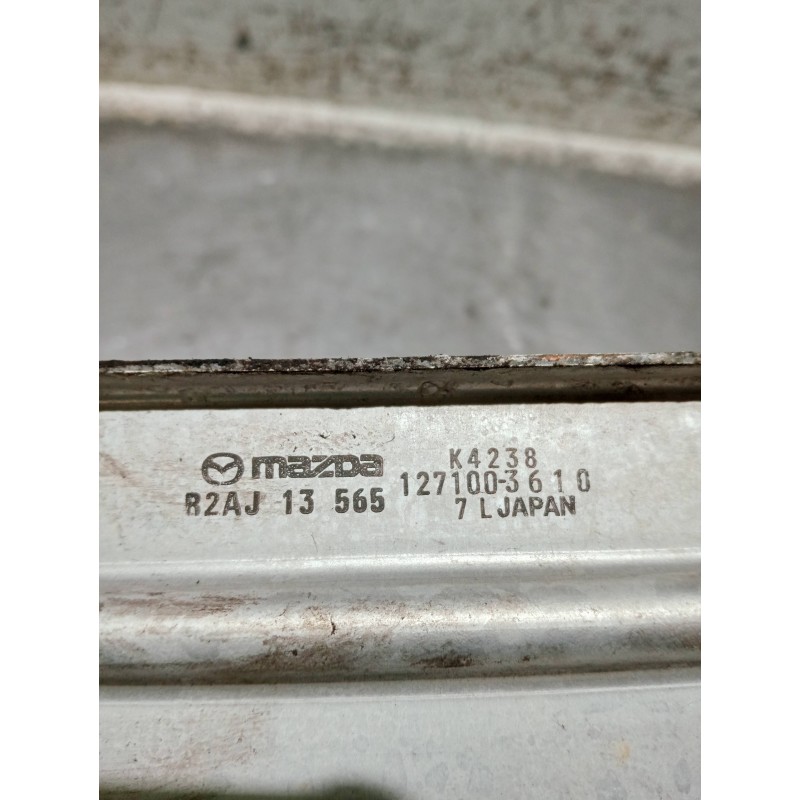 mazda K4238
R2AJ 13 565 127100-3610
7 L JAPAN